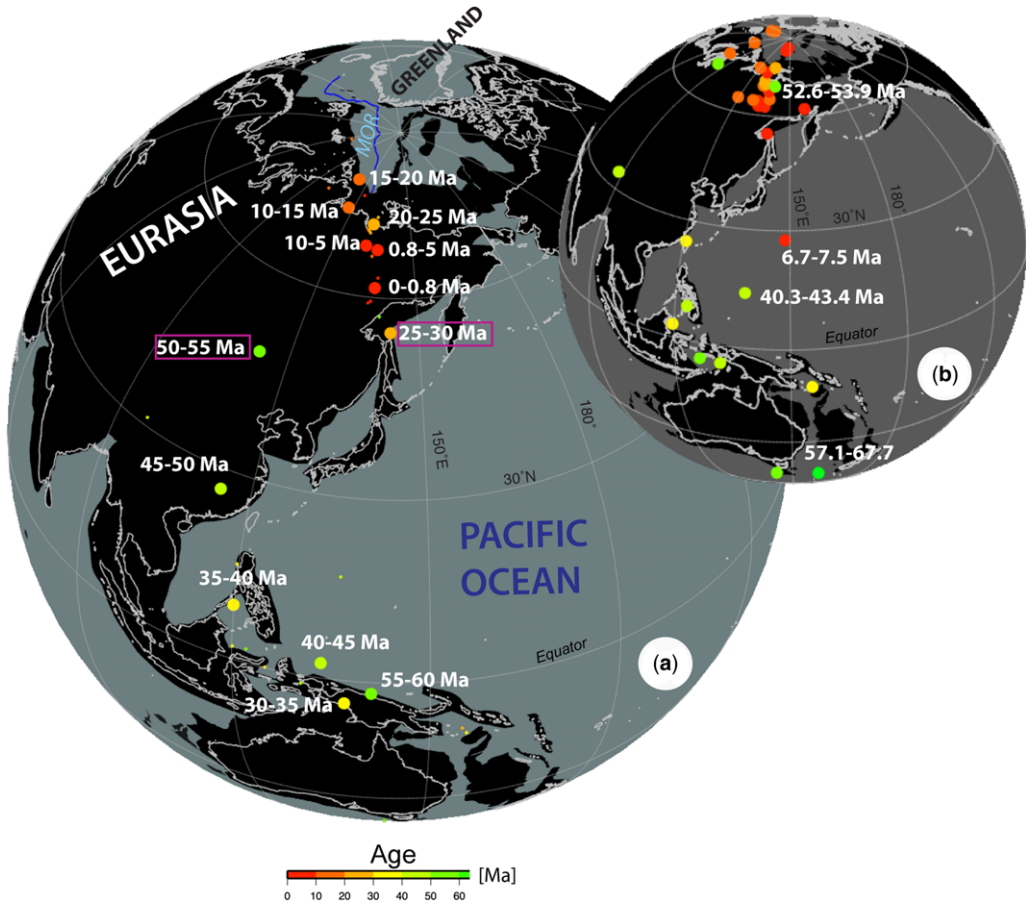 GREENLAND
MOR
15-20 Ma
10-15 Ma
20-25 Ma
EURASIA
10-5 Ma
0.8-5 Ma
0-0.8 Ma
25-30 Ma
50-55 Ma
180°
150°E
45-50 Ma
30°N
PACIFIC
OCEAN
35-40 Ma
40-45 Ma
Equator
(a)
55-60 Ma
30-35 Ma
52.6-53.9 Ma
180°
150°E
30°N
6.7-7.5 Ma
40.3-43.4 Ma
Equator
(b)
57.1-67.7
Age
[Ma]
0 10 20 30 40 50 60